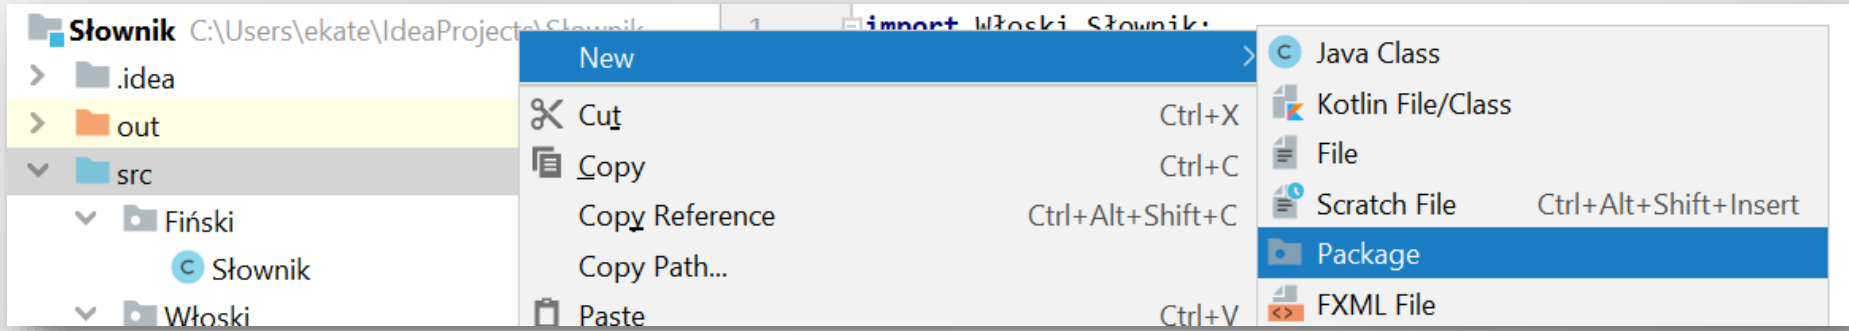 Słownik C:\Users\ekate\IdeaProjects\Słownik
.idea
out
src
Fiński
Słownik
Włoski
1 import Włoski.Słownik;
New
Cut Ctrl+X
Copy Ctrl+C
Copy Reference Ctrl+Alt+Shift+C
Copy Path...
Paste Ctrl+V
Java Class
Kotlin File/Class
File
Scratch File Ctrl+Alt+Shift+Insert
Package
FXML File